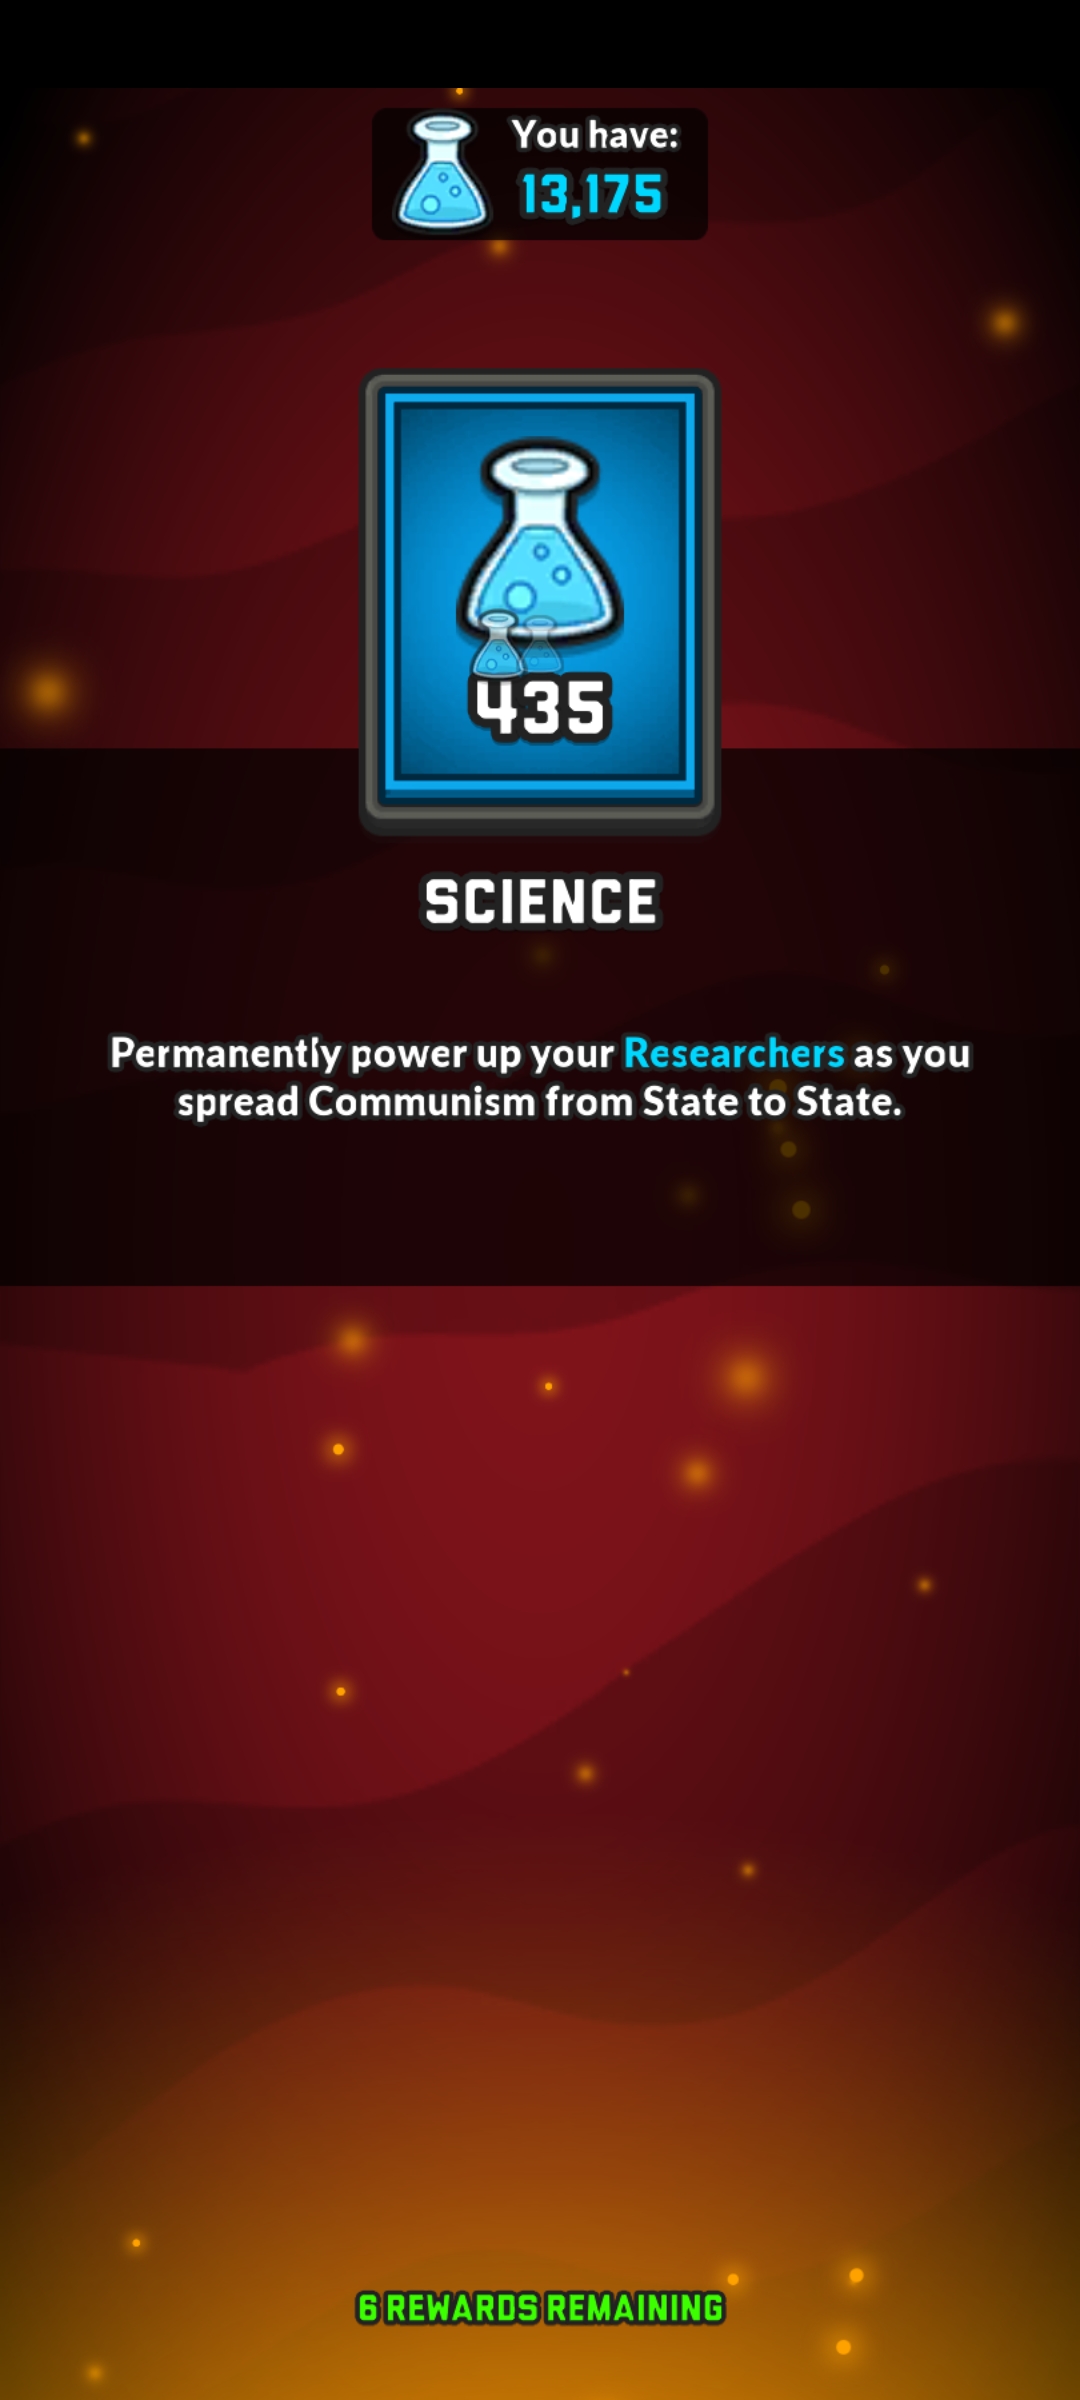 You have:
13,175
435
SCIENCE
Permanently power up your Researchers as you
spread Communism from State to State.
6 REWARDS REMAINING